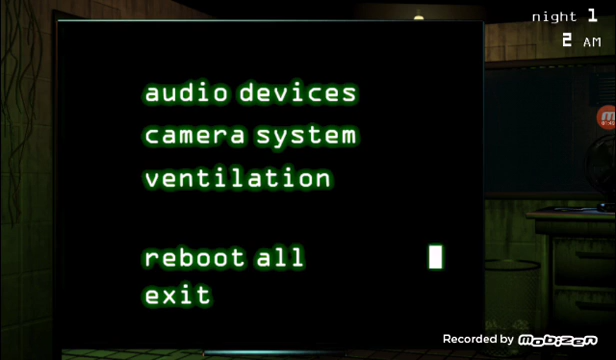 night 1
2 AM
audio devices
camera system
ventilation
reboot all
exit
Recorded by mobizen